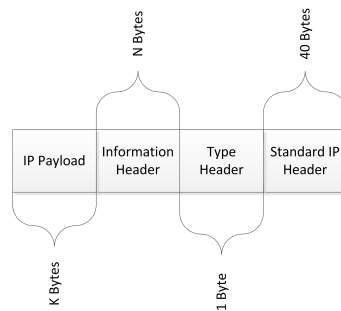 N Bytes
40 Bytes
IP Payload
Information
Header
Type
Header
Standard IP
Header
K Bytes
1 Byte